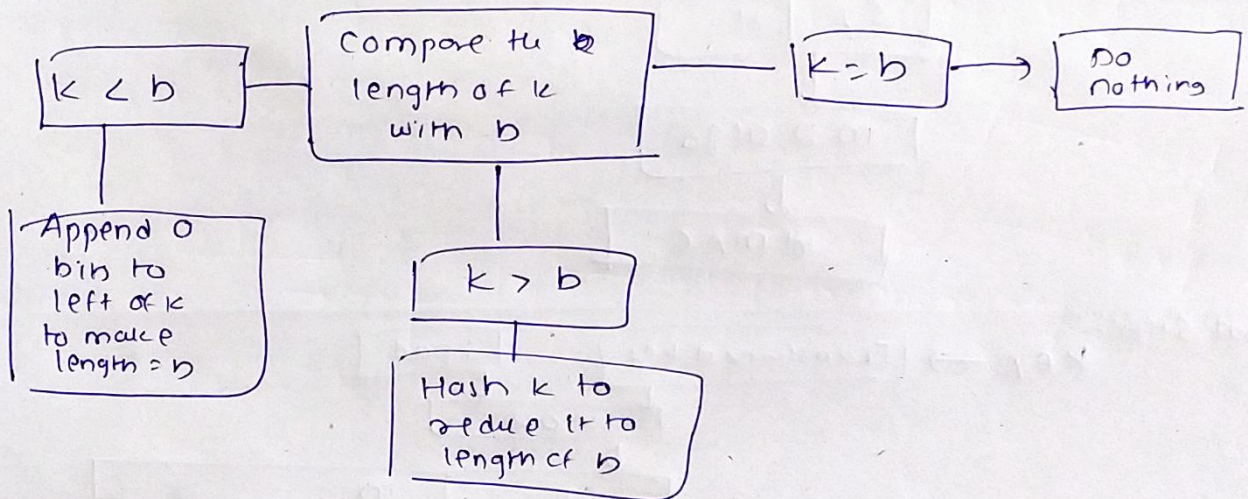 Compare the
length of k
with b
k < b
k = b
Do
nothing
Append 0
bin to
left of k
to make
length = b
k > b
Hash k to
redue it to
length of b